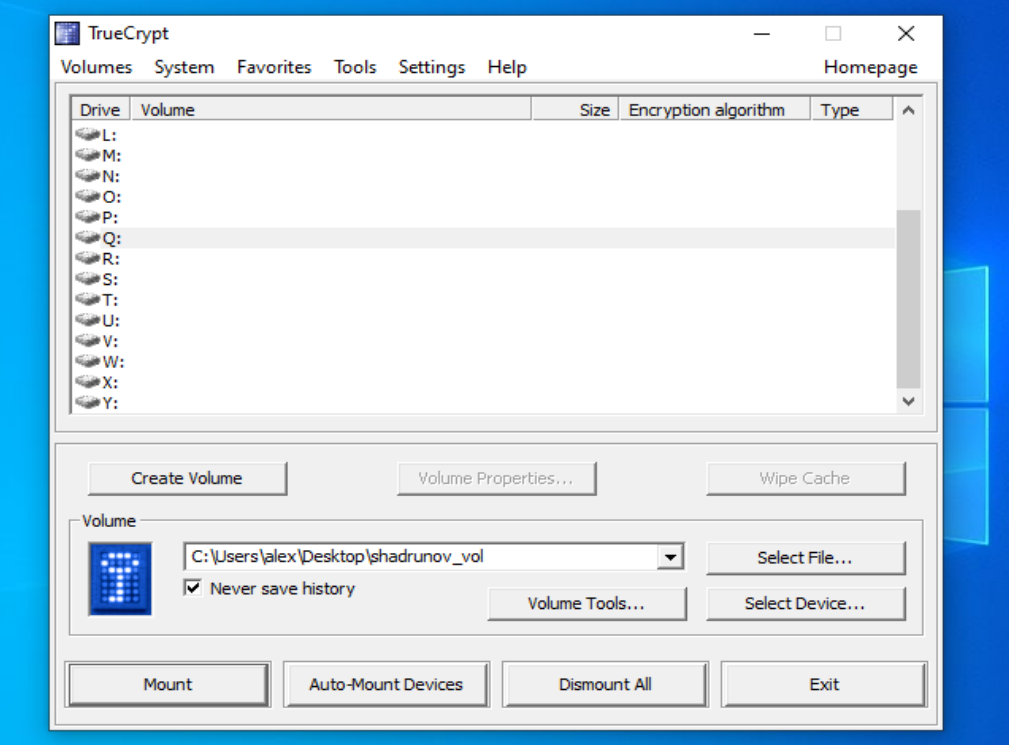 TrueCrypt
Volumes System Favorites Tools Settings Help Homepage
Drive Volume Size Encryption algorithm Type
L:
M:
N:
O:
P:
Q:
R:
S:
T:
U:
V:
W:
X:
Y:
Create Volume Volume Properties... Wipe Cache
Volume
C:\Users\alex\Desktop\shadrunov_vol Select File...
Never save history
Volume Tools... Select Device...
Mount Auto-Mount Devices Dismount All Exit